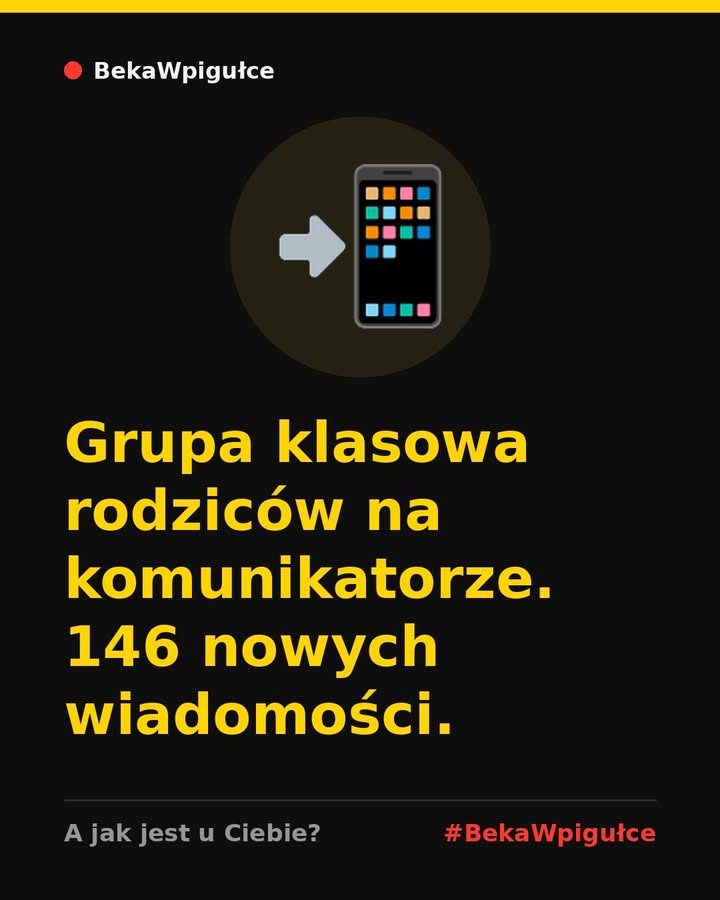 BekaWpigułce
Grupa klasowa
rodziców na
komunikatorze.
146 nowych
wiadomości.
A jak jest u Ciebie?
#BekaWpigułce